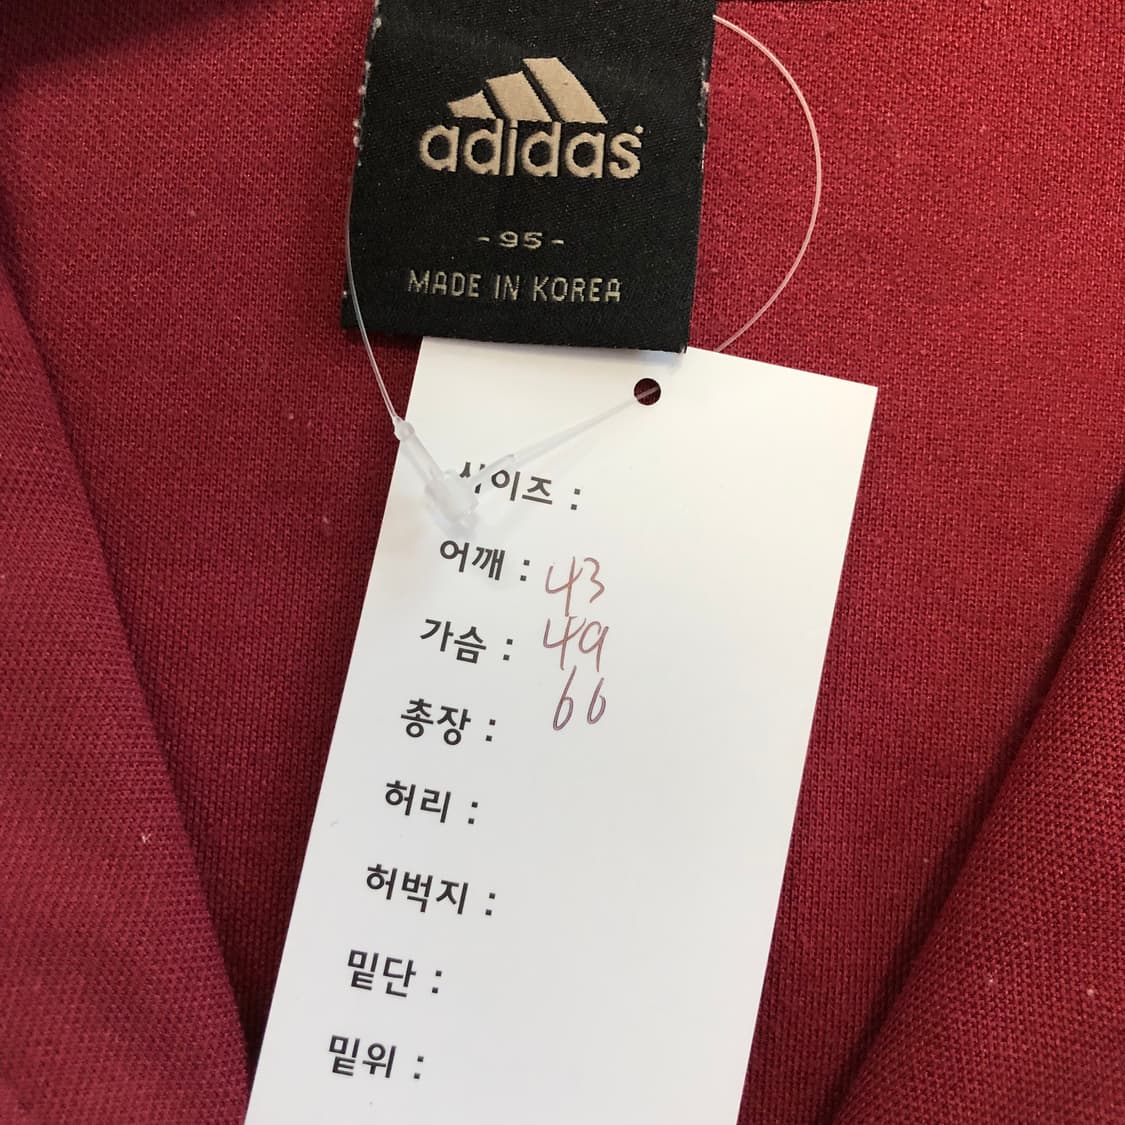 adidas
- 95 -
MADE IN KOREA
사이즈 :
어깨 : 43
가슴 : 49
총장 : 66
허리 :
허벅지 :
밑단 :
밑위 :